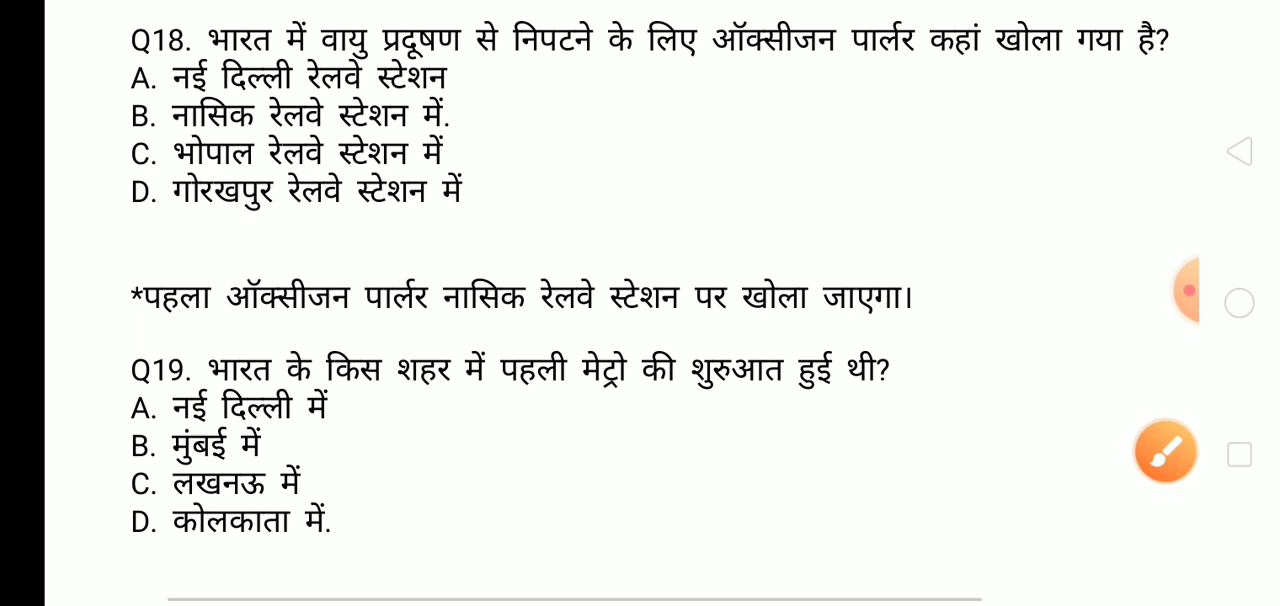 Q18. भारत में वायु प्रदूषण से निपटने के लिए ऑक्सीजन पार्लर कहां खोला गया है?
A. नई दिल्ली रेलवे स्टेशन
B. नासिक रेलवे स्टेशन में.
C. भोपाल रेलवे स्टेशन में
D. गोरखपुर रेलवे स्टेशन में
*पहला ऑक्सीजन पार्लर नासिक रेलवे स्टेशन पर खोला जाएगा।
Q19. भारत के किस शहर में पहली मेट्रो की शुरुआत हुई थी?
A. नई दिल्ली में
B. मुंबई में
C. लखनऊ में
D. कोलकाता में.